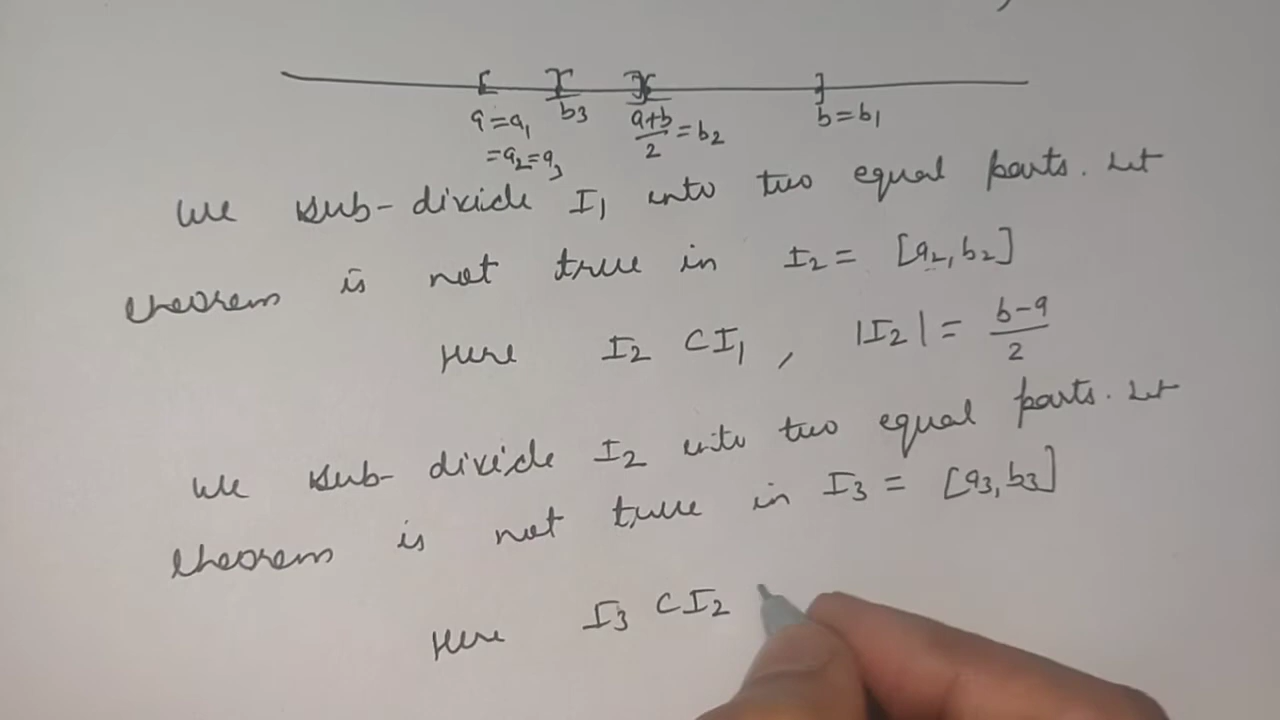 a = a₁ b₃ (a+b)/2 = b₂ b = b₁
= a₂ = a₃
We sub-divide I₁ into two equal parts. Let
theorem is not true in I₂ = [a₂, b₂]
Here I₂ ⊂ I₁ , |I₂| = (b-a)/2
We sub-divide I₂ into two equal parts. Let
theorem is not true in I₃ = [a₃, b₃]
Here I₃ ⊂ I₂